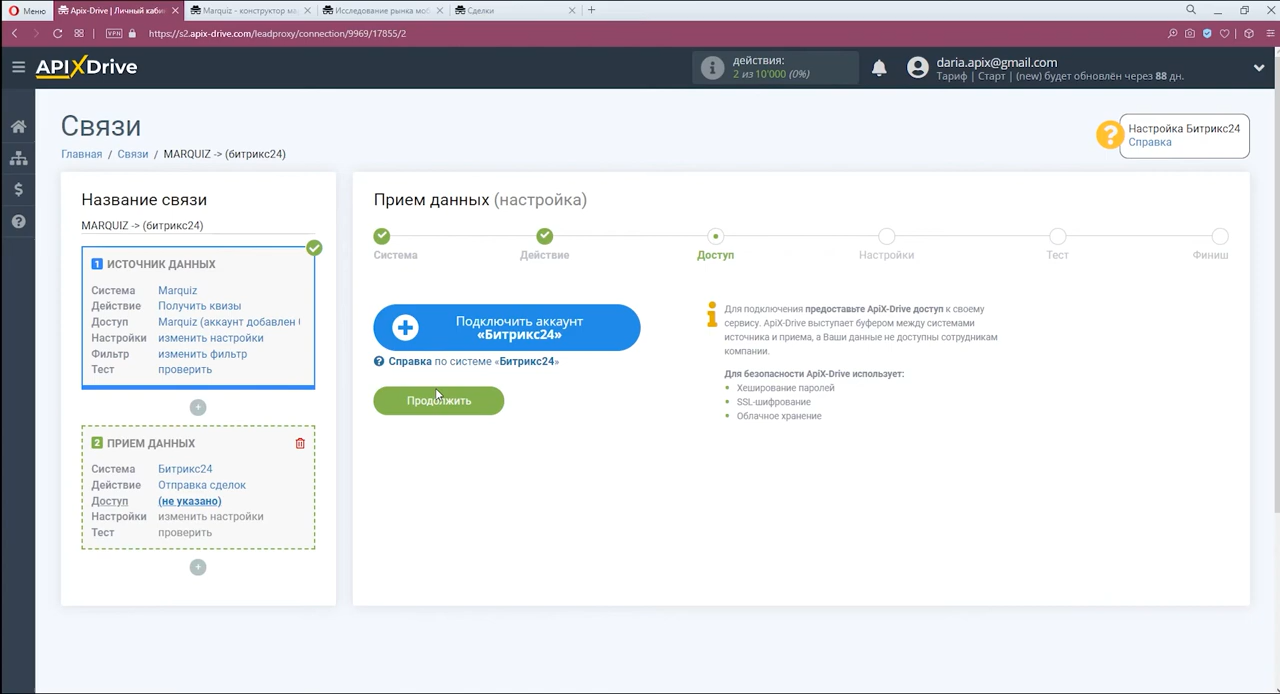 Меню
Apix-Drive | Личный каби
Marquiz - конструктор ма
Исследование рынка моб
Сделки
VPN
https://s2.apix-drive.com/leadproxy/connection/9969/17855/2
APIXDrive
действия:
2 из 10'000 (0%)
daria.apix@gmail.com
Тариф | Старт | (new) будет обновлён через 88 дн.
Связи
Главная / Связи / MARQUIZ -> (битрикс24)
Настройка Битрикс24
Справка
Название связи
MARQUIZ -> (битрикс24)
1 ИСТОЧНИК ДАННЫХ
Система Marquiz
Действие Получить квизы
Доступ Marquiz (аккаунт добавлен
Настройки изменить настройки
Фильтр изменить фильтр
Тест проверить
2 ПРИЕМ ДАННЫХ
Система Битрикс24
Действие Отправка сделок
Доступ (не указано)
Настройки изменить настройки
Тест проверить
Прием данных (настройка)
Система
Действие
Доступ
Настройки
Тест
Финиш
Подключить аккаунт
«Битрикс24»
Справка по системе «Битрикс24»
Продолжить
Для подключения предоставьте ApiX-Drive доступ к своему
сервису. ApiX-Drive выступает буфером между системами
источника и приема, а Ваши данные не доступны сотрудникам
компании.
Для безопасности ApiX-Drive использует:
Хеширование паролей
SSL-шифрование
Облачное хранение